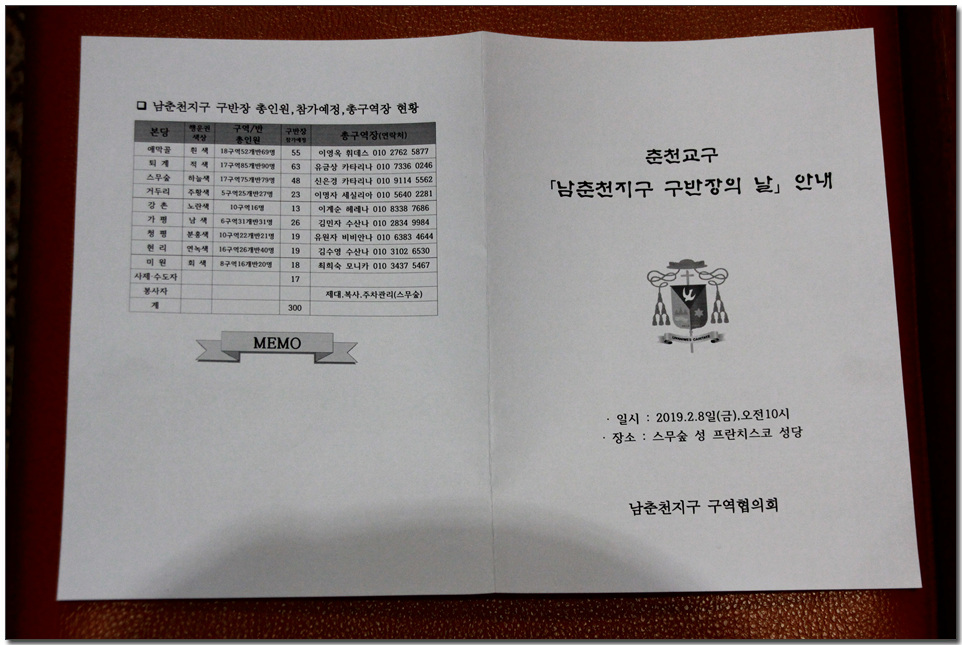 ❏ 남춘천지구 구반장 총인원,참가예정,총구역장 현황
본당 행운권 색상 구역/반 총인원 구반장 참가예정 총구역장(연락처)
애막골 흰 색 18구역52개반69명 55 이영옥 휘데스 010 2762 5877
퇴 계 적 색 17구역85개반90명 63 유금상 카타리나 010 7336 0246
스무숲 하늘색 17구역75개반79명 48 신은경 카타리나 010 9114 5562
거두리 주황색 5구역25개반27명 23 이명자 세실리아 010 5640 2281
강 촌 노란색 10구역16명 13 이계순 헤레나 010 8338 7686
가 평 남 색 6구역31개반31명 26 김민자 수산나 010 2834 9984
청 평 분홍색 10구역22개반21명 19 유원자 비비안나 010 6383 4644
현 리 연녹색 16구역26개반40명 19 김수영 수산나 010 3102 6530
미 원 회 색 8구역16개반20명 18 최희숙 모니카 010 3437 5467
사제·수도자 17
봉사자 제대,복사,주차관리(스무숲)
계 300
MEMO
춘천교구
「남춘천지구 구반장의 날」 안내
· 일시 : 2019.2.8일(금),오전10시
· 장소 : 스무숲 성 프란치스코 성당
남춘천지구 구역협의회